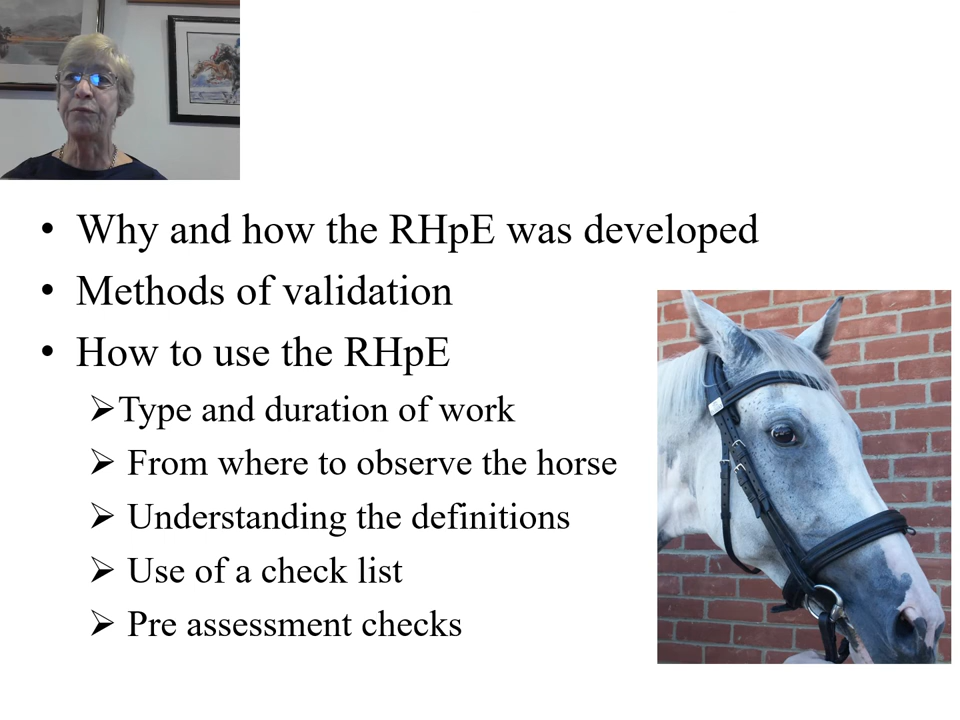 • Why and how the RHpE was developed
• Methods of validation
• How to use the RHpE
➢Type and duration of work
➢ From where to observe the horse
➢ Understanding the definitions
➢ Use of a check list
➢ Pre assessment checks